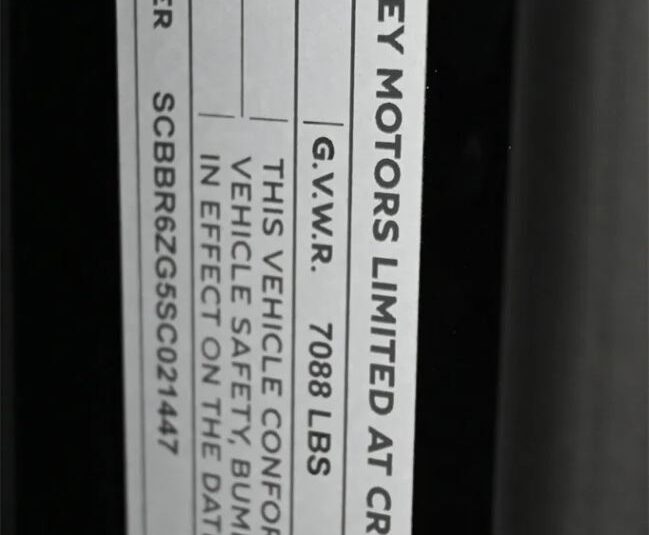 EY MOTORS LIMITED AT CR
G.V.W.R. 7088 LBS
THIS VEHICLE CONFOR
VEHICLE SAFETY, BUM
IN EFFECT ON THE DAT
ER SCBBR6ZG5SC021447